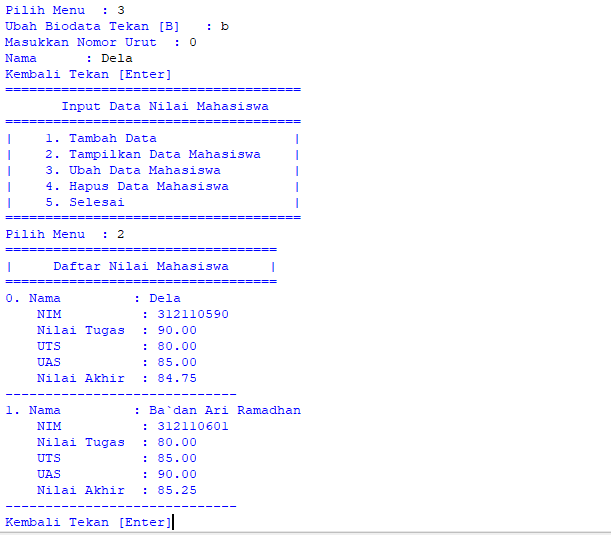 Pilih Menu  : 3
Ubah Biodata Tekan [B]   : b
Masukkan Nomor Urut  : 0
Nama      : Dela
Kembali Tekan [Enter]
=====================================
       Input Data Nilai Mahasiswa
=====================================
|    1. Tambah Data                 |
|    2. Tampilkan Data Mahasiswa    |
|    3. Ubah Data Mahasiswa         |
|    4. Hapus Data Mahasiswa        |
|    5. Selesai                     |
=====================================
Pilih Menu  : 2
==================================
|     Daftar Nilai Mahasiswa     |
==================================
0. Nama         : Dela
    NIM          : 312110590
    Nilai Tugas  : 90.00
    UTS          : 80.00
    UAS          : 85.00
    Nilai Akhir  : 84.75
-----------------------------
1. Nama         : Ba`dan Ari Ramadhan
    NIM          : 312110601
    Nilai Tugas  : 80.00
    UTS          : 85.00
    UAS          : 90.00
    Nilai Akhir  : 85.25
-----------------------------
Kembali Tekan [Enter]